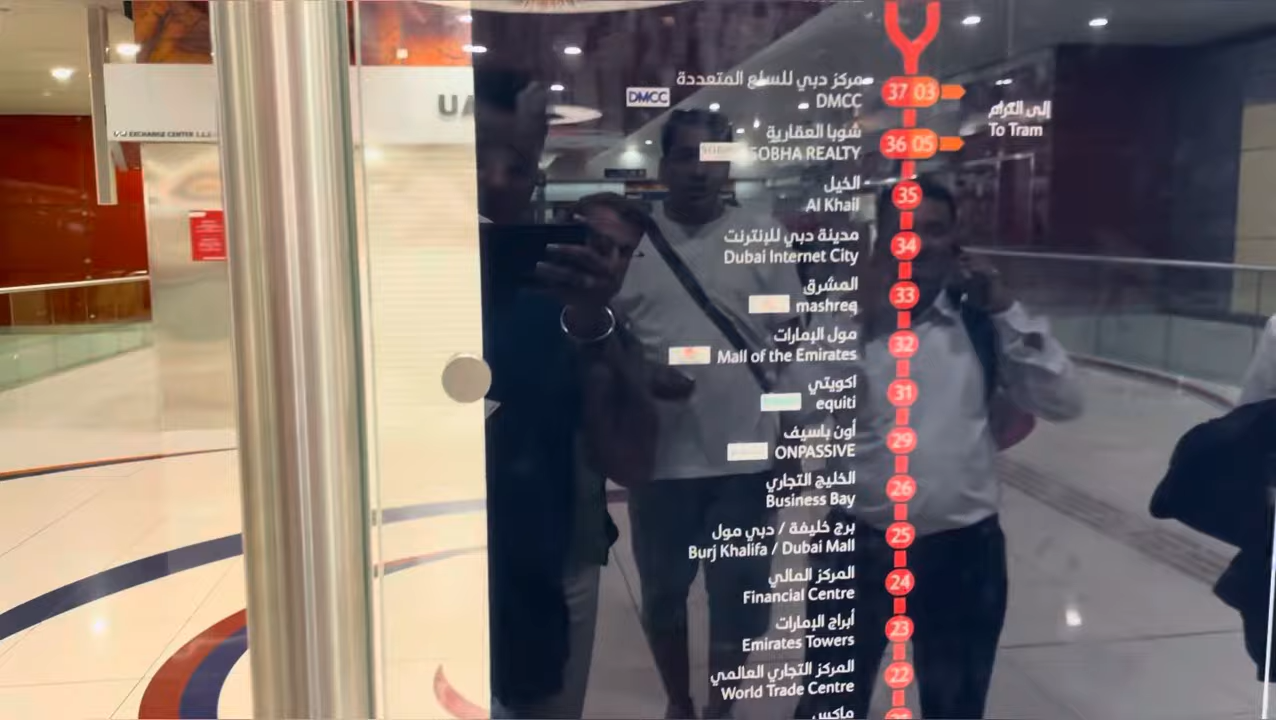 UA
EXCHANGE CENTER L.L.C
مركز دبي للسلع المتعددة
DMCC
DMCC
37 03
إلى الترام
To Tram
شوبا العقارية
SOBHA REALTY
36 05
الخيل
Al Khail
35
مدينة دبي للإنترنت
Dubai Internet City
34
المشرق
mashreq
33
مول الإمارات
Mall of the Emirates
32
اكويتي
equiti
31
أون باسيف
ONPASSIVE
29
الخليج التجاري
Business Bay
26
برج خليفة / دبي مول
Burj Khalifa / Dubai Mall
25
المركز المالي
Financial Centre
24
أبراج الإمارات
Emirates Towers
23
المركز التجاري العالمي
World Trade Centre
22
ماكس